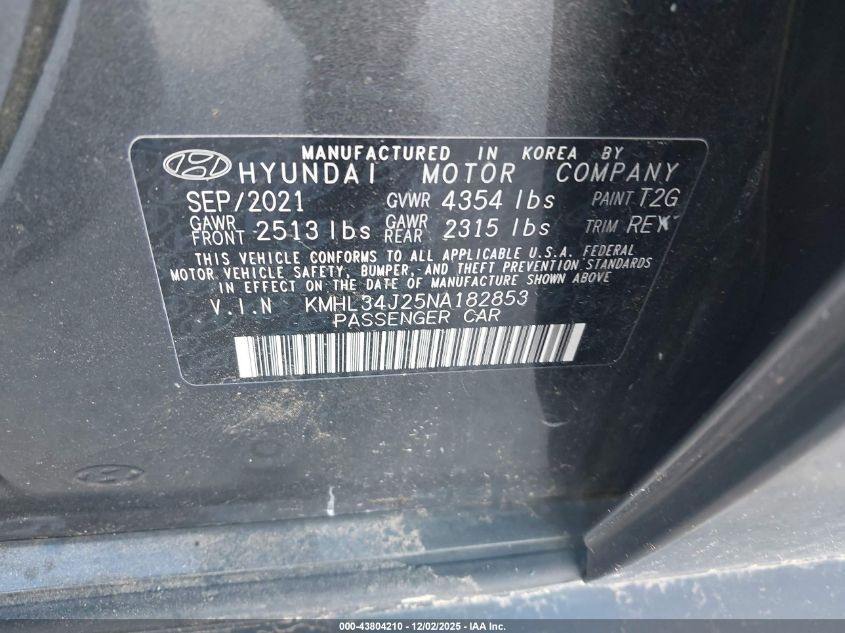 MANUFACTURED IN KOREA BY
HYUNDAI MOTOR COMPANY
SEP/2021 GVWR 4354 lbs PAINT T2G
GAWR FRONT 2513 lbs GAWR REAR 2315 lbs TRIM REX
THIS VEHICLE CONFORMS TO ALL APPLICABLE U.S.A. FEDERAL
MOTOR VEHICLE SAFETY, BUMPER, AND THEFT PREVENTION STANDARDS
IN EFFECT ON THE DATE OF MANUFACTURE SHOWN ABOVE
V.I.N KMHL34J25NA182853
PASSENGER CAR
000-43804210 - 12/02/2025 - IAA Inc.